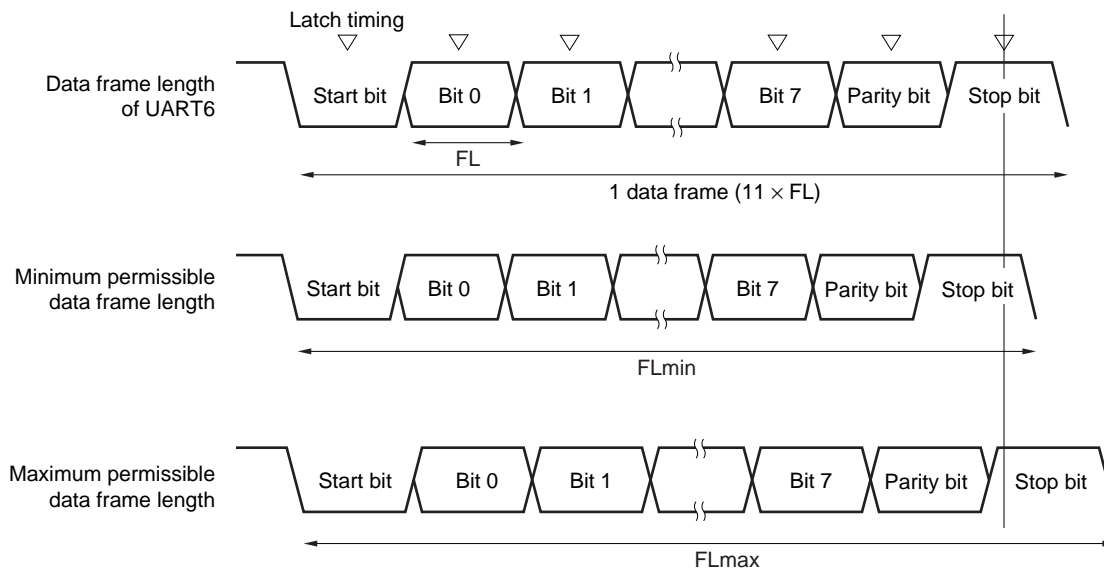 Latch timing
Data frame length
of UART6
Start bit Bit 0 Bit 1 Bit 7 Parity bit Stop bit
FL
1 data frame (11 × FL)
Minimum permissible
data frame length
Start bit Bit 0 Bit 1 Bit 7 Parity bit Stop bit
FLmin
Maximum permissible
data frame length
Start bit Bit 0 Bit 1 Bit 7 Parity bit Stop bit
FLmax